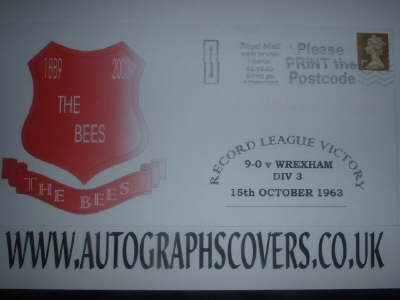 1889 2000
THE
BEES
THE BEES
Royal Mail
Please
PRINT the
Postcode
RECORD LEAGUE VICTORY
9-0 v WREXHAM
DIV 3
15th OCTOBER 1963
WWW.AUTOGRAPHSCOVERS.CO.UK